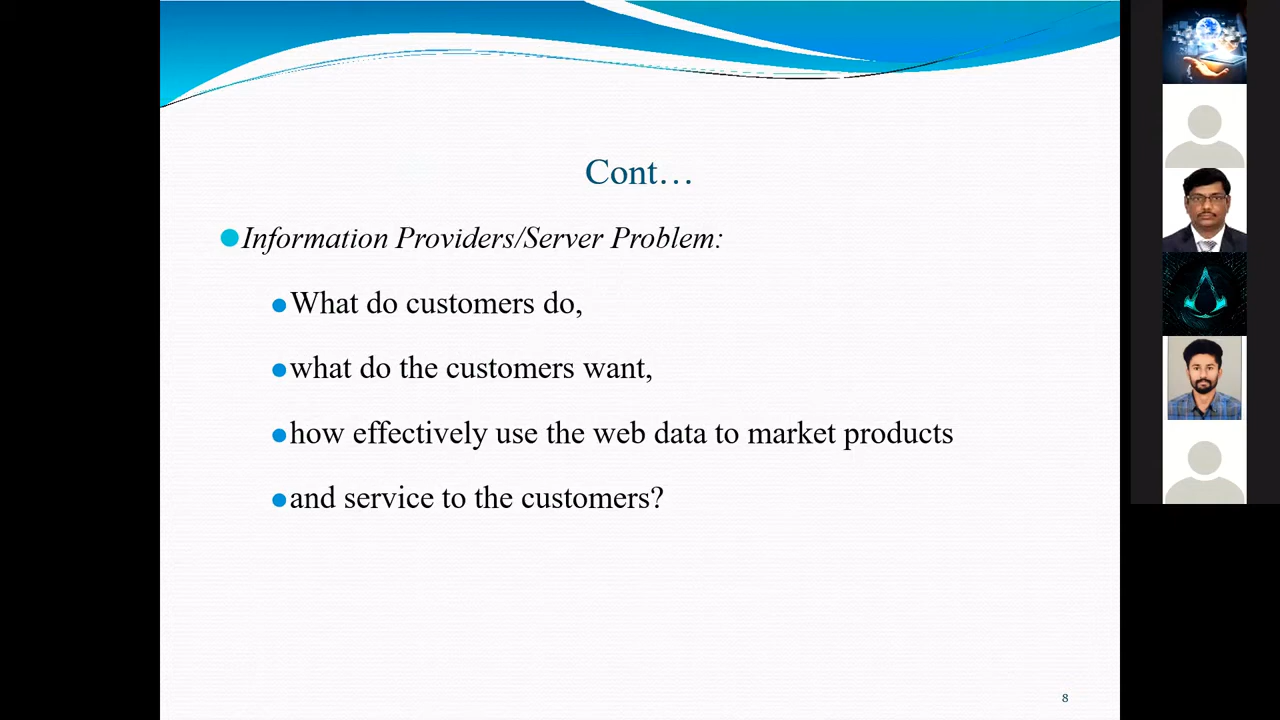 Cont…
Information Providers/Server Problem:
What do customers do,
what do the customers want,
how effectively use the web data to market products
and service to the customers?
8